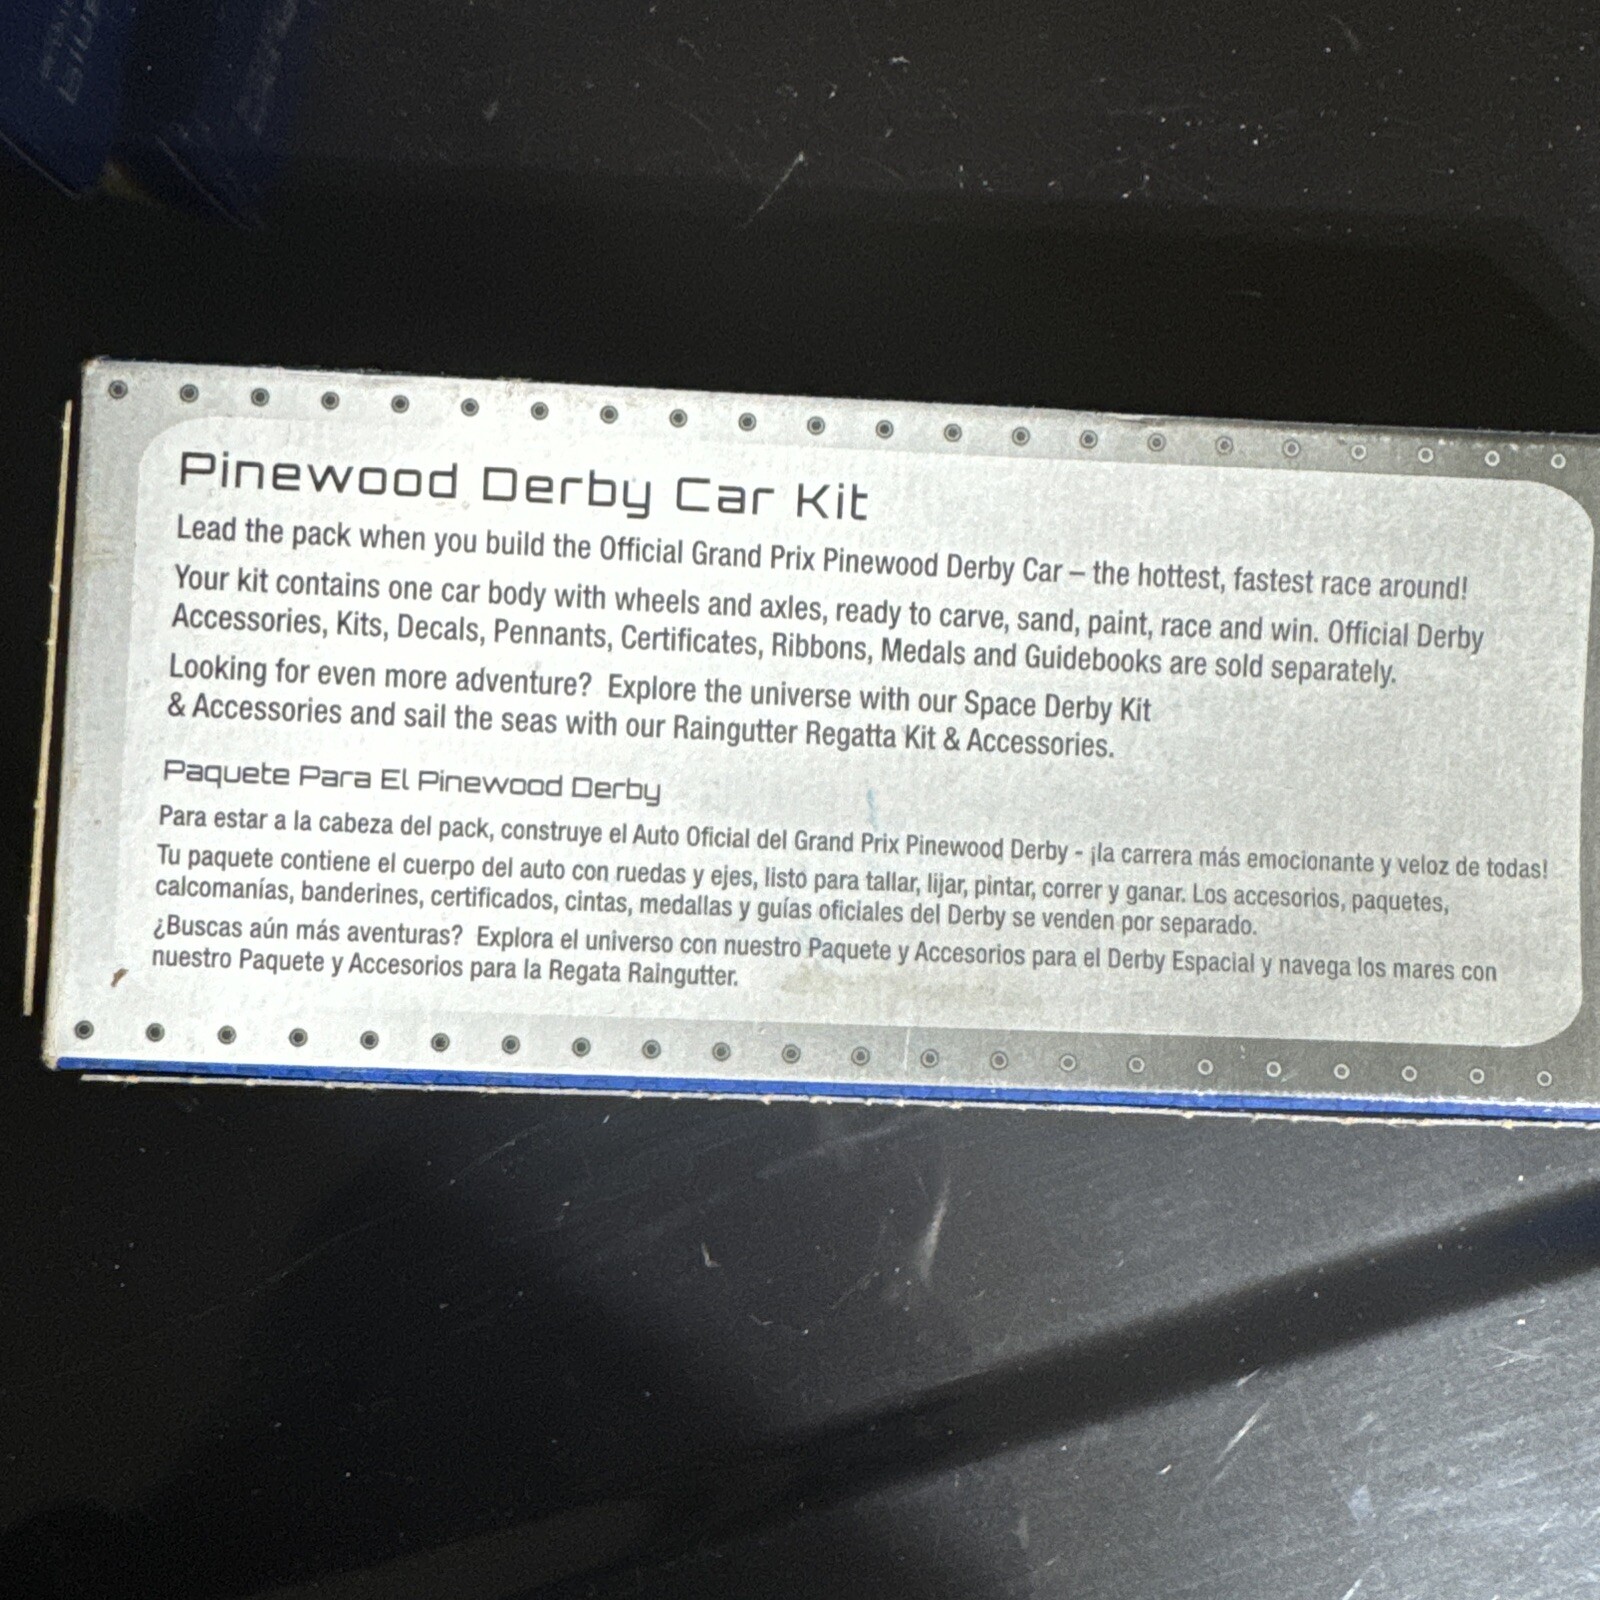 Pinewood Derby Car Kit
Lead the pack when you build the Official Grand Prix Pinewood Derby Car – the hottest, fastest race around!
Your kit contains one car body with wheels and axles, ready to carve, sand, paint, race and win. Official Derby
Accessories, Kits, Decals, Pennants, Certificates, Ribbons, Medals and Guidebooks are sold separately.
Looking for even more adventure? Explore the universe with our Space Derby Kit
& Accessories and sail the seas with our Raingutter Regatta Kit & Accessories.
Paquete Para El Pinewood Derby
Para estar a la cabeza del pack, construye el Auto Oficial del Grand Prix Pinewood Derby - ¡la carrera más emocionante y veloz de todas!
Tu paquete contiene el cuerpo del auto con ruedas y ejes, listo para tallar, lijar, pintar, correr y ganar. Los accesorios, paquetes,
calcomanías, banderines, certificados, cintas, medallas y guías oficiales del Derby se venden por separado.
¿Buscas aún más aventuras? Explora el universo con nuestro Paquete y Accesorios para el Derby Espacial y navega los mares con
nuestro Paquete y Accesorios para la Regata Raingutter.